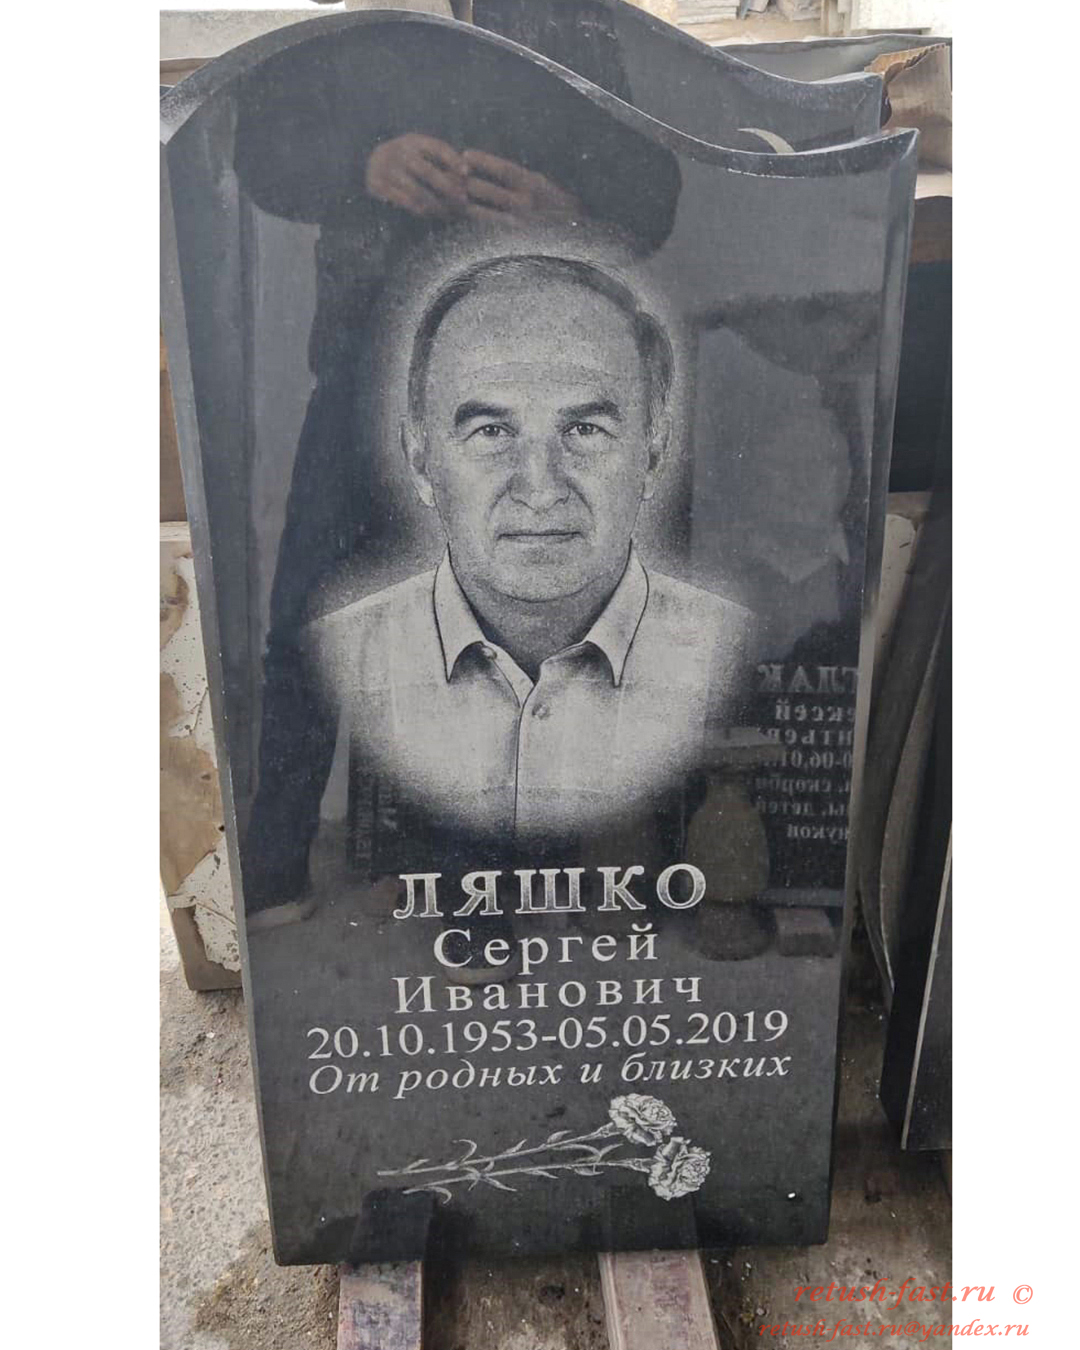 ЛЯШКО
Сергей
Иванович
20.10.1953-05.05.2019
От родных и близких
retush-fast.ru ©
retush.fast.ru@yandex.ru